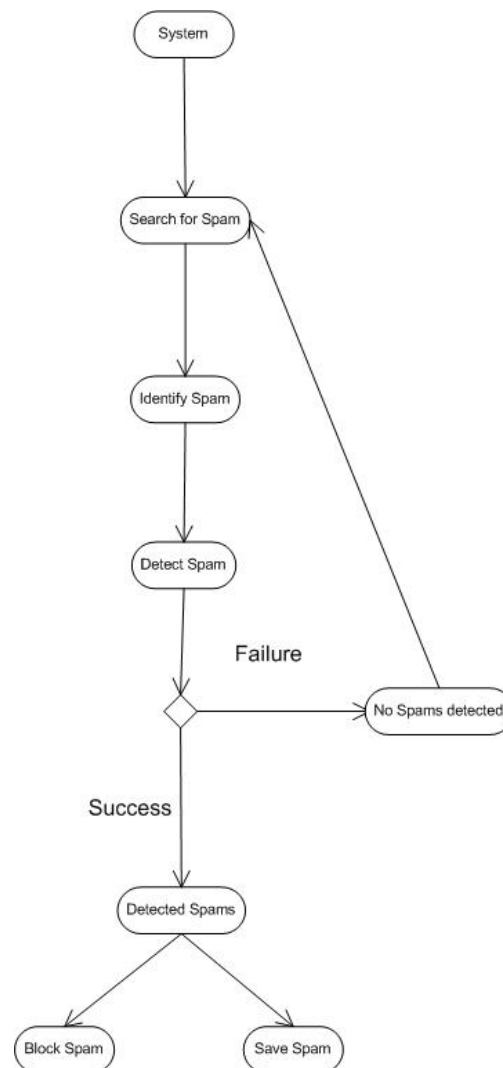 System
Search for Spam
Identify Spam
Detect Spam
Failure
No Spams detected
Success
Detected Spams
Block Spam
Save Spam